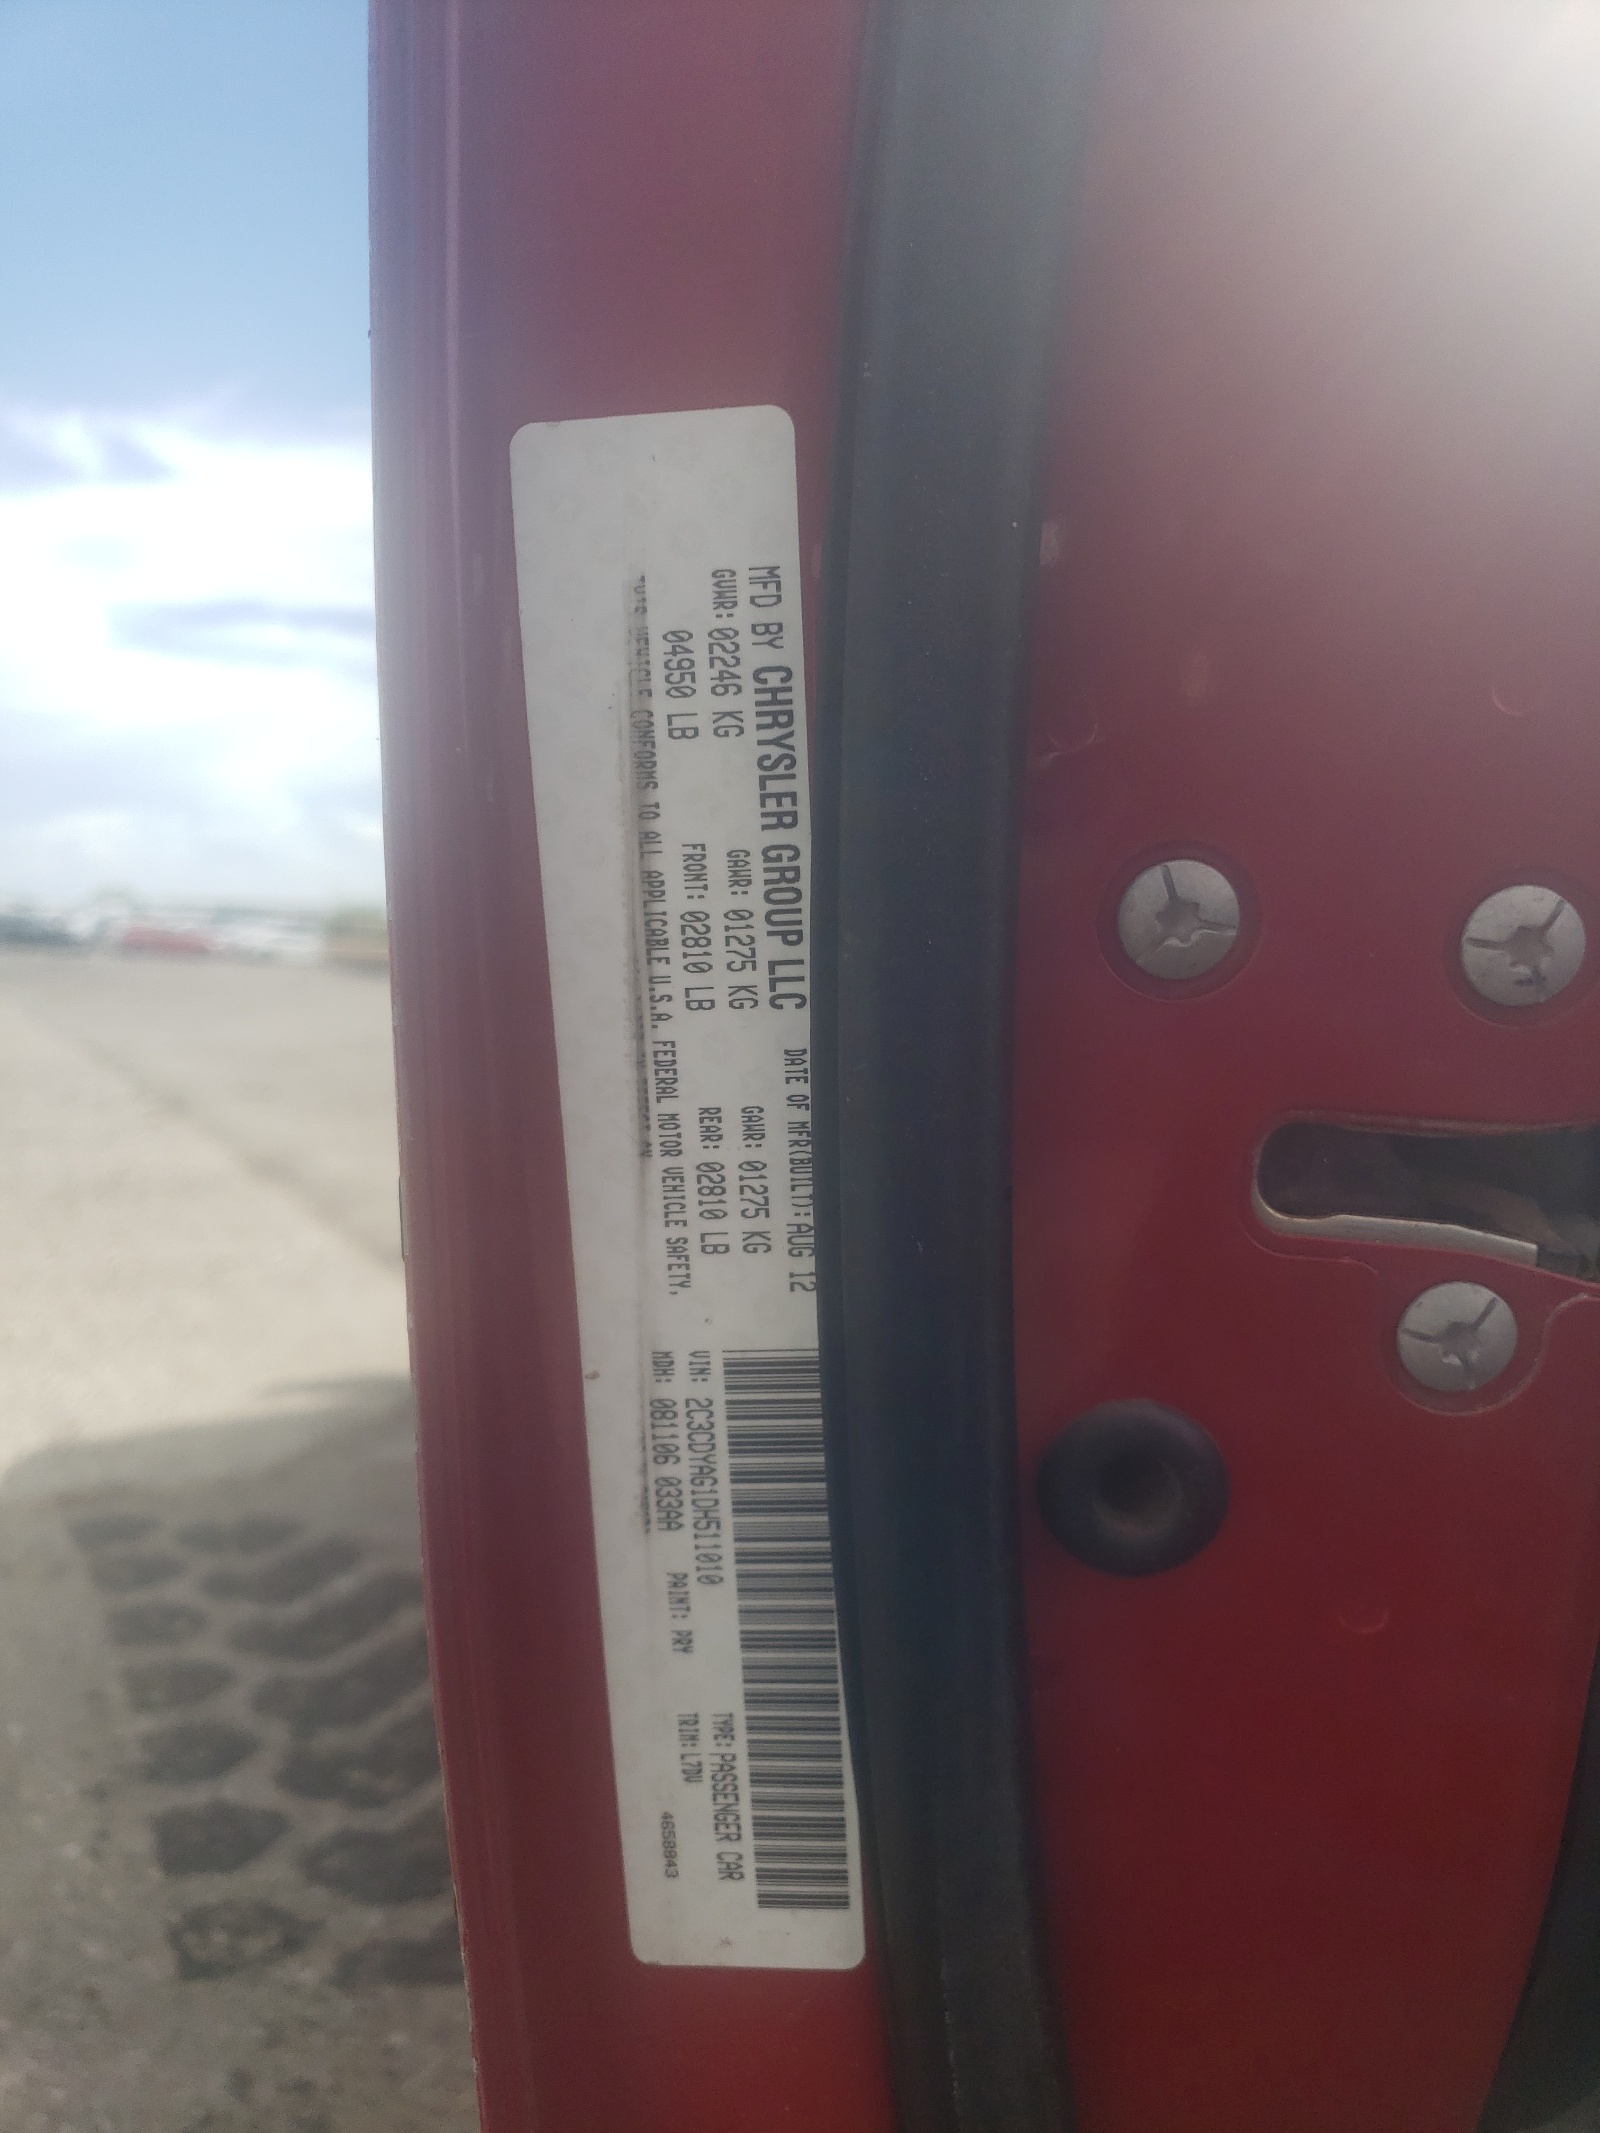 MFD BY CHRYSLER GROUP LLC DATE OF MFR(BUILT): AUG 12
GVWR: 02246 KG GAWR: 01275 KG GAWR: 01275 KG
04950 LB FRONT: 02810 LB REAR: 02810 LB
THIS VEHICLE CONFORMS TO ALL APPLICABLE U.S.A. FEDERAL MOTOR VEHICLE SAFETY,
VIN: 2C3CDYAG1DH511010 TYPE: PASSENGER CAR
MDH: 081106 033AA PAINT: PRY TRIM: L7DV
4658843